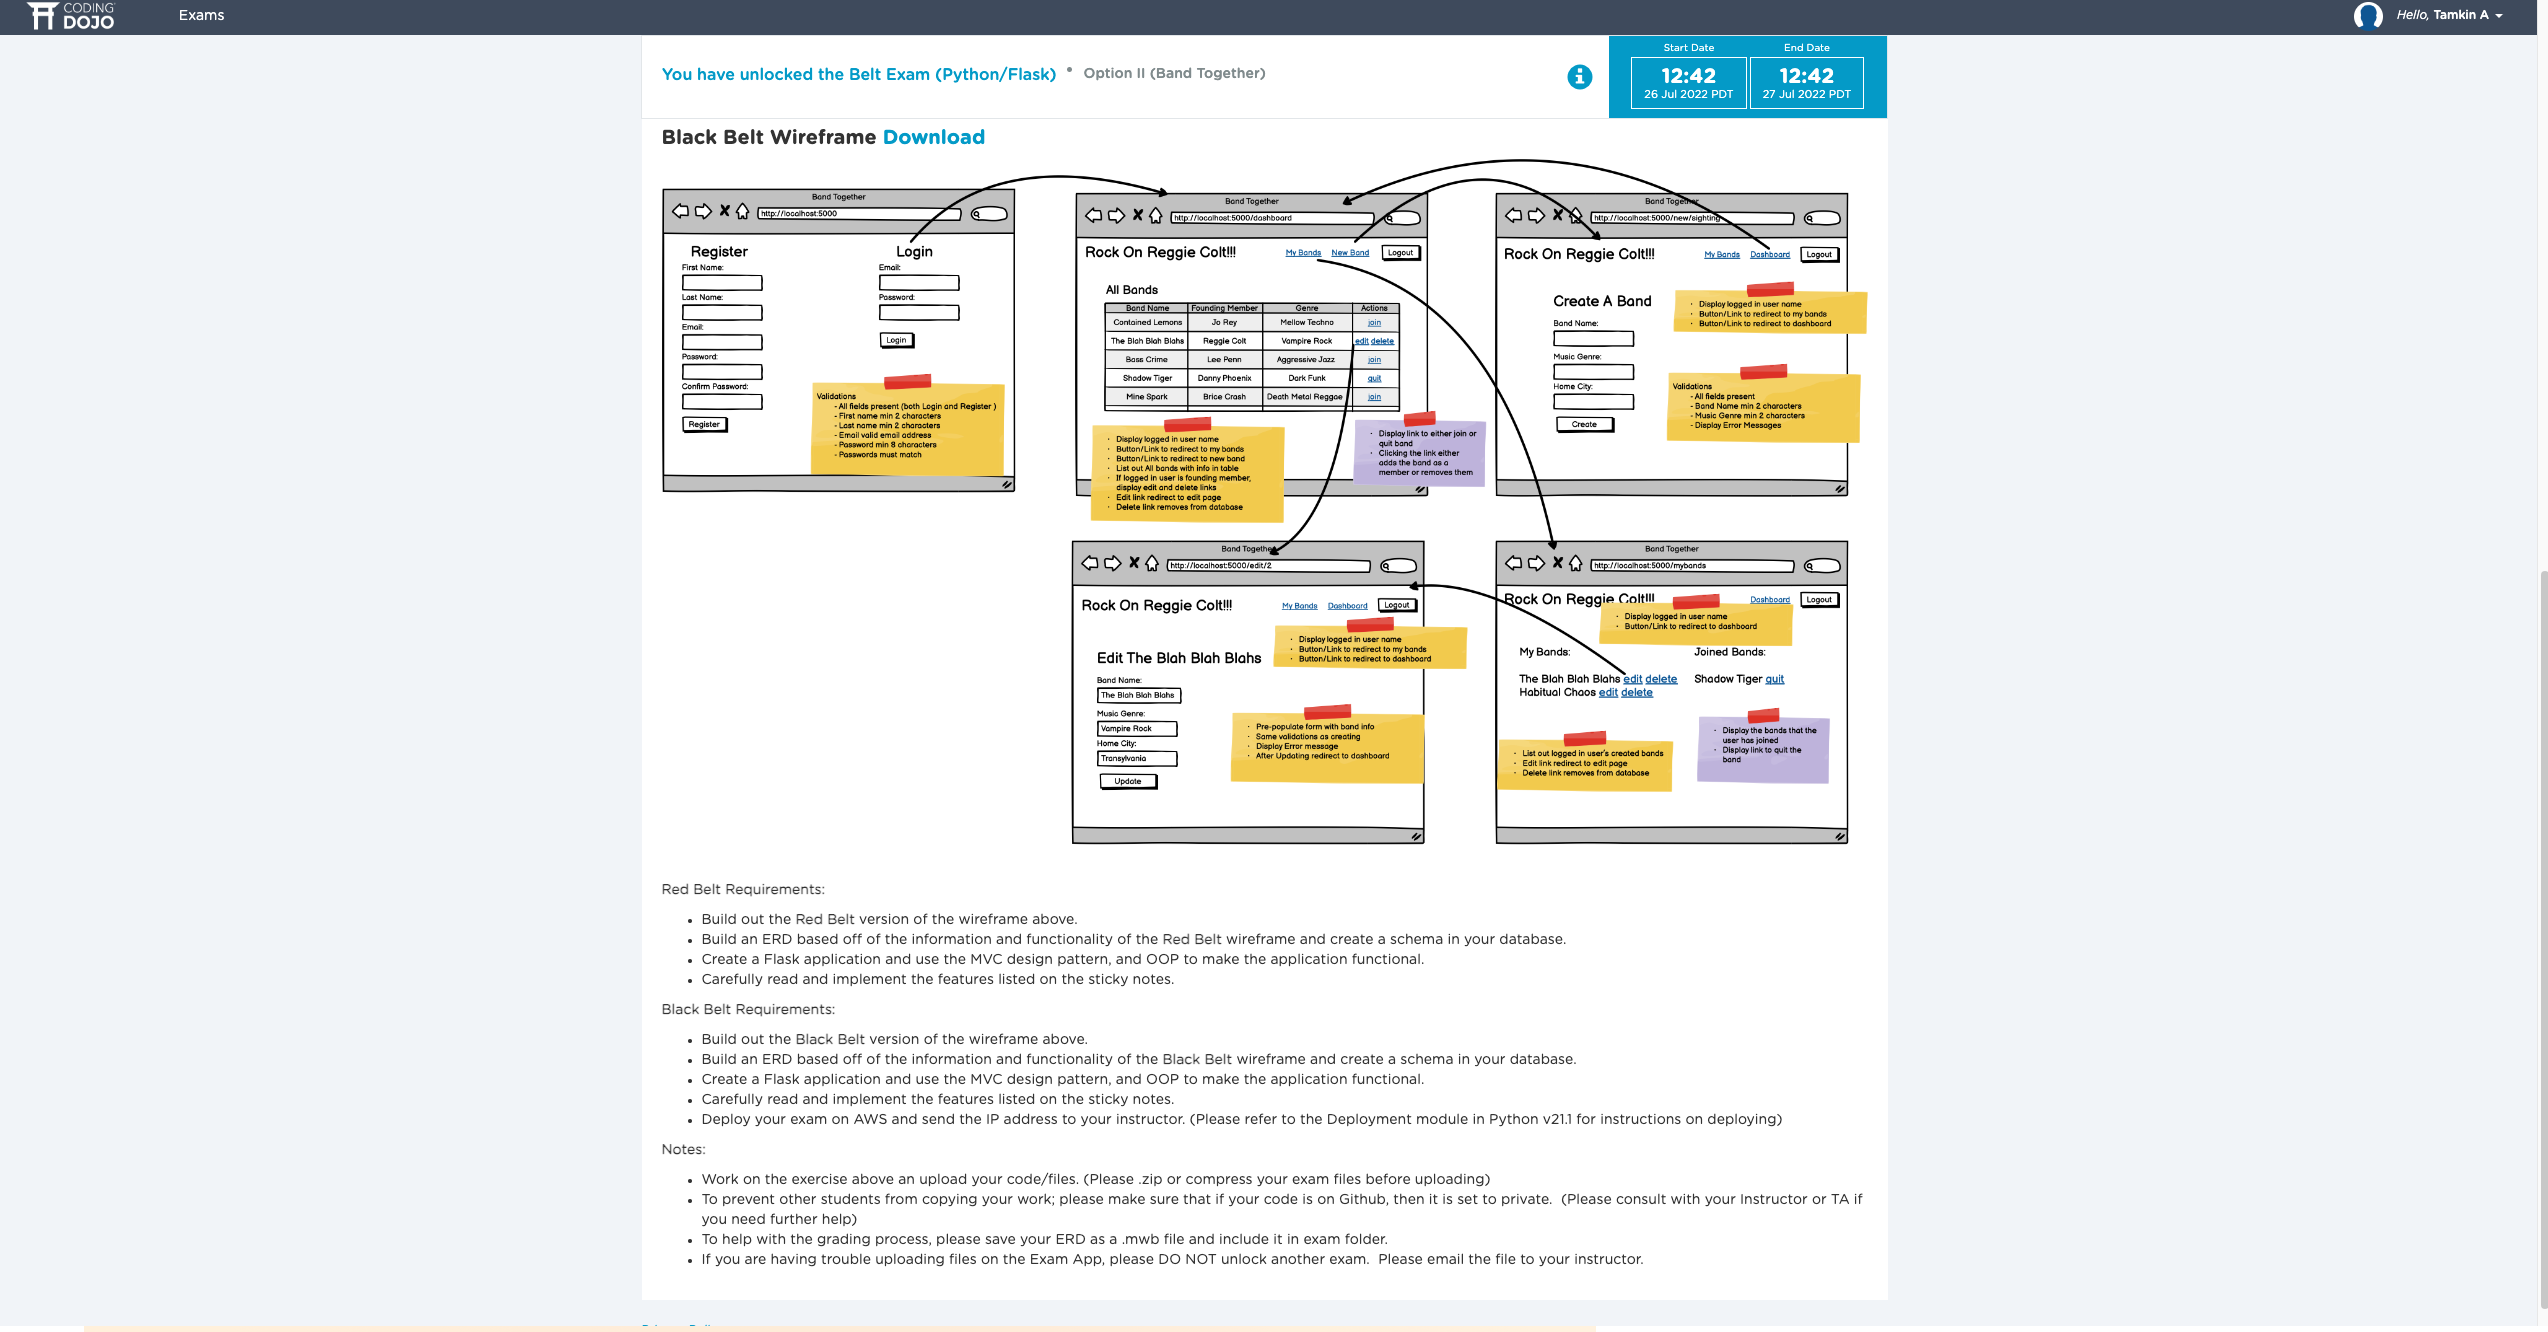 CODING DOJO
Exams
Hello, Tamkin A
You have unlocked the Belt Exam (Python/Flask) • Option II (Band Together)
Start Date
12:42
26 Jul 2022 PDT
End Date
12:42
27 Jul 2022 PDT
Black Belt Wireframe Download
Band Together
http://localhost:5000
Register
First Name:
Last Name:
Email:
Password:
Confirm Password:
Register
Login
Email:
Password:
Login
Validations
- All fields present (both Login and Register )
- First name min 2 characters
- Last name min 2 characters
- Email valid email address
- Password min 8 characters
- Passwords must match
Band Together
http://localhost:5000/dashboard
Rock On Reggie Colt!!!
My Bands New Band Logout
All Bands
Band Name Founding Member Genre Actions
Contained Lemons Jo Rey Mellow Techno join
The Blah Blah Blahs Reggie Colt Vampire Rock edit delete
Bass Crime Lee Penn Aggressive Jazz join
Shadow Tiger Danny Phoenix Dark Funk quit
Mine Spark Brice Crash Death Metal Reggae join
· Display logged in user name
· Button/Link to redirect to my bands
· Button/Link to redirect to new band
· List out All bands with info in table
· If logged in user is founding member,
display edit and delete links
· Edit link redirect to edit page
· Delete link removes from database
· Display link to either join or
quit band
· Clicking the link either
adds the band as a
member or removes them
Band Together
http://localhost:5000/new/sighting
Rock On Reggie Colt!!!
My Bands Dashboard Logout
Create A Band
Band Name:
Music Genre:
Home City:
Create
· Display logged in user name
· Button/Link to redirect to my bands
· Button/Link to redirect to dashboard
Validations
- All fields present
- Band Name min 2 characters
- Music Genre min 2 characters
- Display Error Messages
Band Together
http://localhost:5000/edit/2
Rock On Reggie Colt!!!
My Bands Dashboard Logout
· Display logged in user name
· Button/Link to redirect to my bands
· Button/Link to redirect to dashboard
Edit The Blah Blah Blahs
Band Name:
The Blah Blah Blahs
Music Genre:
Vampire Rock
Home City:
Transylvania
Update
· Pre-populate form with band info
· Same validations as creating
· Display Error message
· After Updating redirect to dashboard
Band Together
http://localhost:5000/mybands
Rock On Reggie Colt!!!
Dashboard Logout
· Display logged in user name
· Button/Link to redirect to dashboard
My Bands:
The Blah Blah Blahs edit delete
Habitual Chaos edit delete
Joined Bands:
Shadow Tiger quit
· List out logged in user's created bands
· Edit link redirect to edit page
· Delete link removes from database
· Display the bands that the
user has joined
· Display link to quit the
band
Red Belt Requirements:
• Build out the Red Belt version of the wireframe above.
• Build an ERD based off of the information and functionality of the Red Belt wireframe and create a schema in your database.
• Create a Flask application and use the MVC design pattern, and OOP to make the application functional.
• Carefully read and implement the features listed on the sticky notes.
Black Belt Requirements:
• Build out the Black Belt version of the wireframe above.
• Build an ERD based off of the information and functionality of the Black Belt wireframe and create a schema in your database.
• Create a Flask application and use the MVC design pattern, and OOP to make the application functional.
• Carefully read and implement the features listed on the sticky notes.
• Deploy your exam on AWS and send the IP address to your instructor. (Please refer to the Deployment module in Python v21.1 for instructions on deploying)
Notes:
• Work on the exercise above an upload your code/files. (Please .zip or compress your exam files before uploading)
• To prevent other students from copying your work; please make sure that if your code is on Github, then it is set to private. (Please consult with your Instructor or TA if
you need further help)
• To help with the grading process, please save your ERD as a .mwb file and include it in exam folder.
• If you are having trouble uploading files on the Exam App, please DO NOT unlock another exam. Please email the file to your instructor.